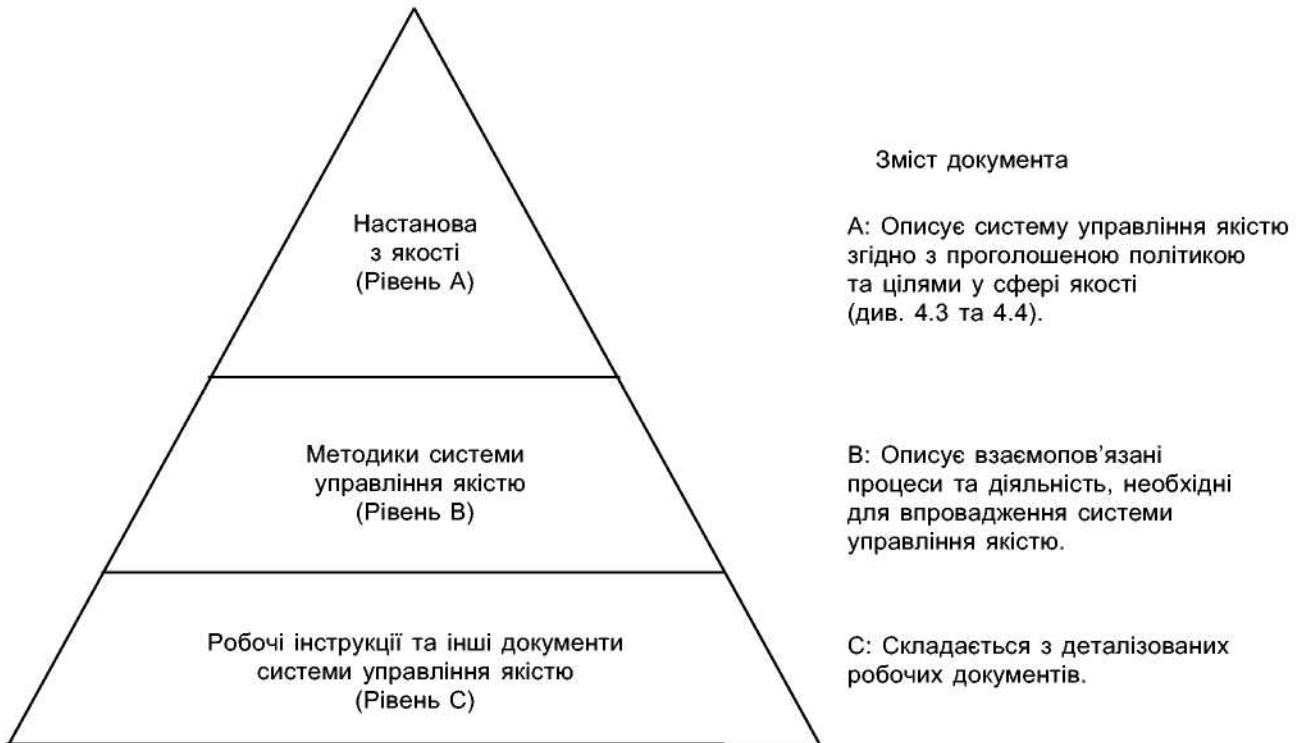 Зміст документа
Настанова
з якості
(Рівень А)
А: Описує систему управління якістю
згідно з проголошеною політикою
та цілями у сфері якості
(див. 4.3 та 4.4).
Методики системи
управління якістю
(Рівень В)
В: Описує взаємопов’язані
процеси та діяльність, необхідні
для впровадження системи
управління якістю.
Робочі інструкції та інші документи
системи управління якістю
(Рівень С)
С: Складається з деталізованих
робочих документів.